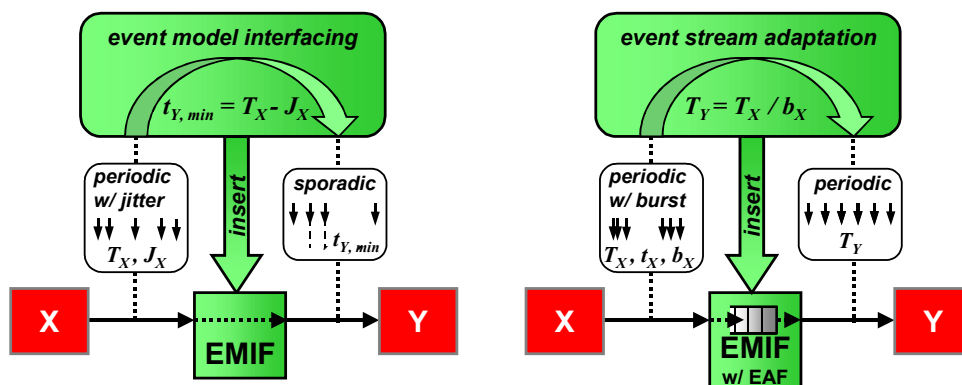 event model interfacing
t_{Y, min} = T_X - J_X
periodic
w/ jitter
T_X, J_X
insert
sporadic
t_{Y, min}
X
EMIF
Y
event stream adaptation
T_Y = T_X / b_X
periodic
w/ burst
T_X, t_X, b_X
insert
periodic
T_Y
X
EMIF
w/ EAF
Y